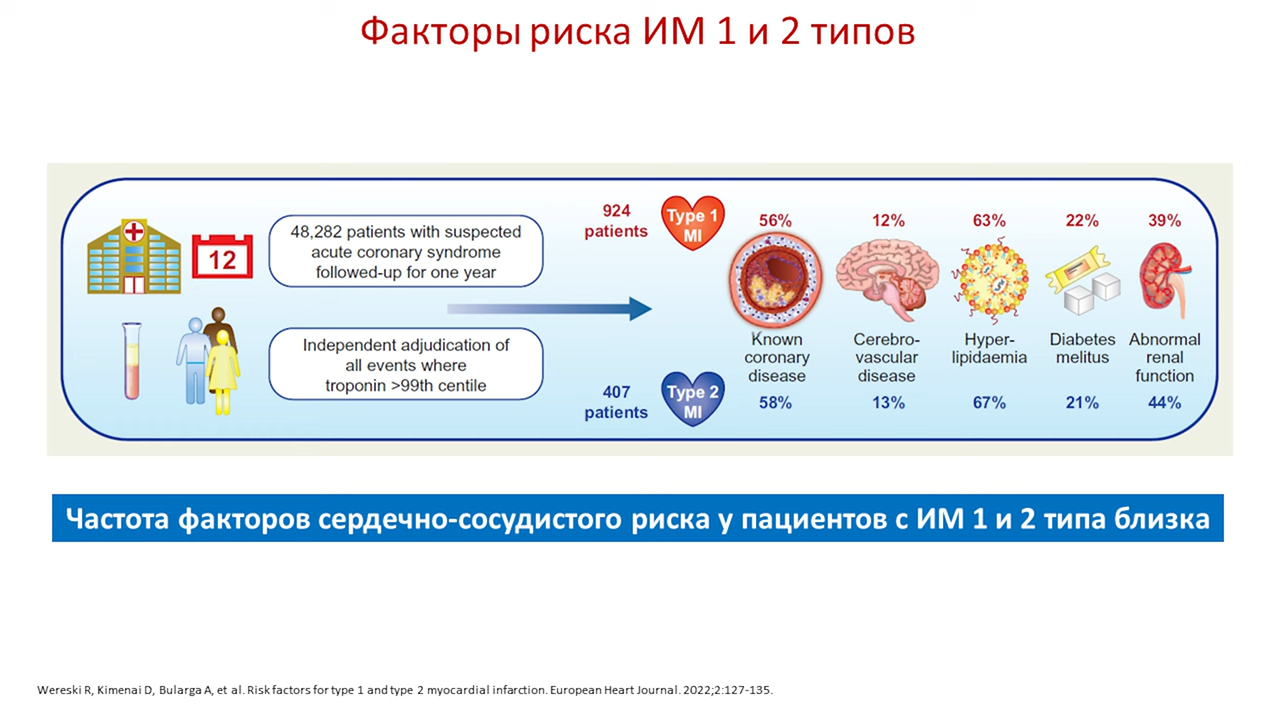 Факторы риска ИМ 1 и 2 типов
12
48,282 patients with suspected
acute coronary syndrome
followed-up for one year
Independent adjudication of
all events where
troponin >99th centile
924
patients
Type 1
MI
56%
12%
63%
22%
39%
Known
coronary
disease
Cerebro-
vascular
disease
Hyper-
lipidaemia
Diabetes
melitus
Abnormal
renal
function
407
patients
Type 2
MI
58%
13%
67%
21%
44%
Частота факторов сердечно-сосудистого риска у пациентов с ИМ 1 и 2 типа близка
Wereski R, Kimenai D, Bularga A, et al. Risk factors for type 1 and type 2 myocardial infarction. European Heart Journal. 2022;2:127-135.